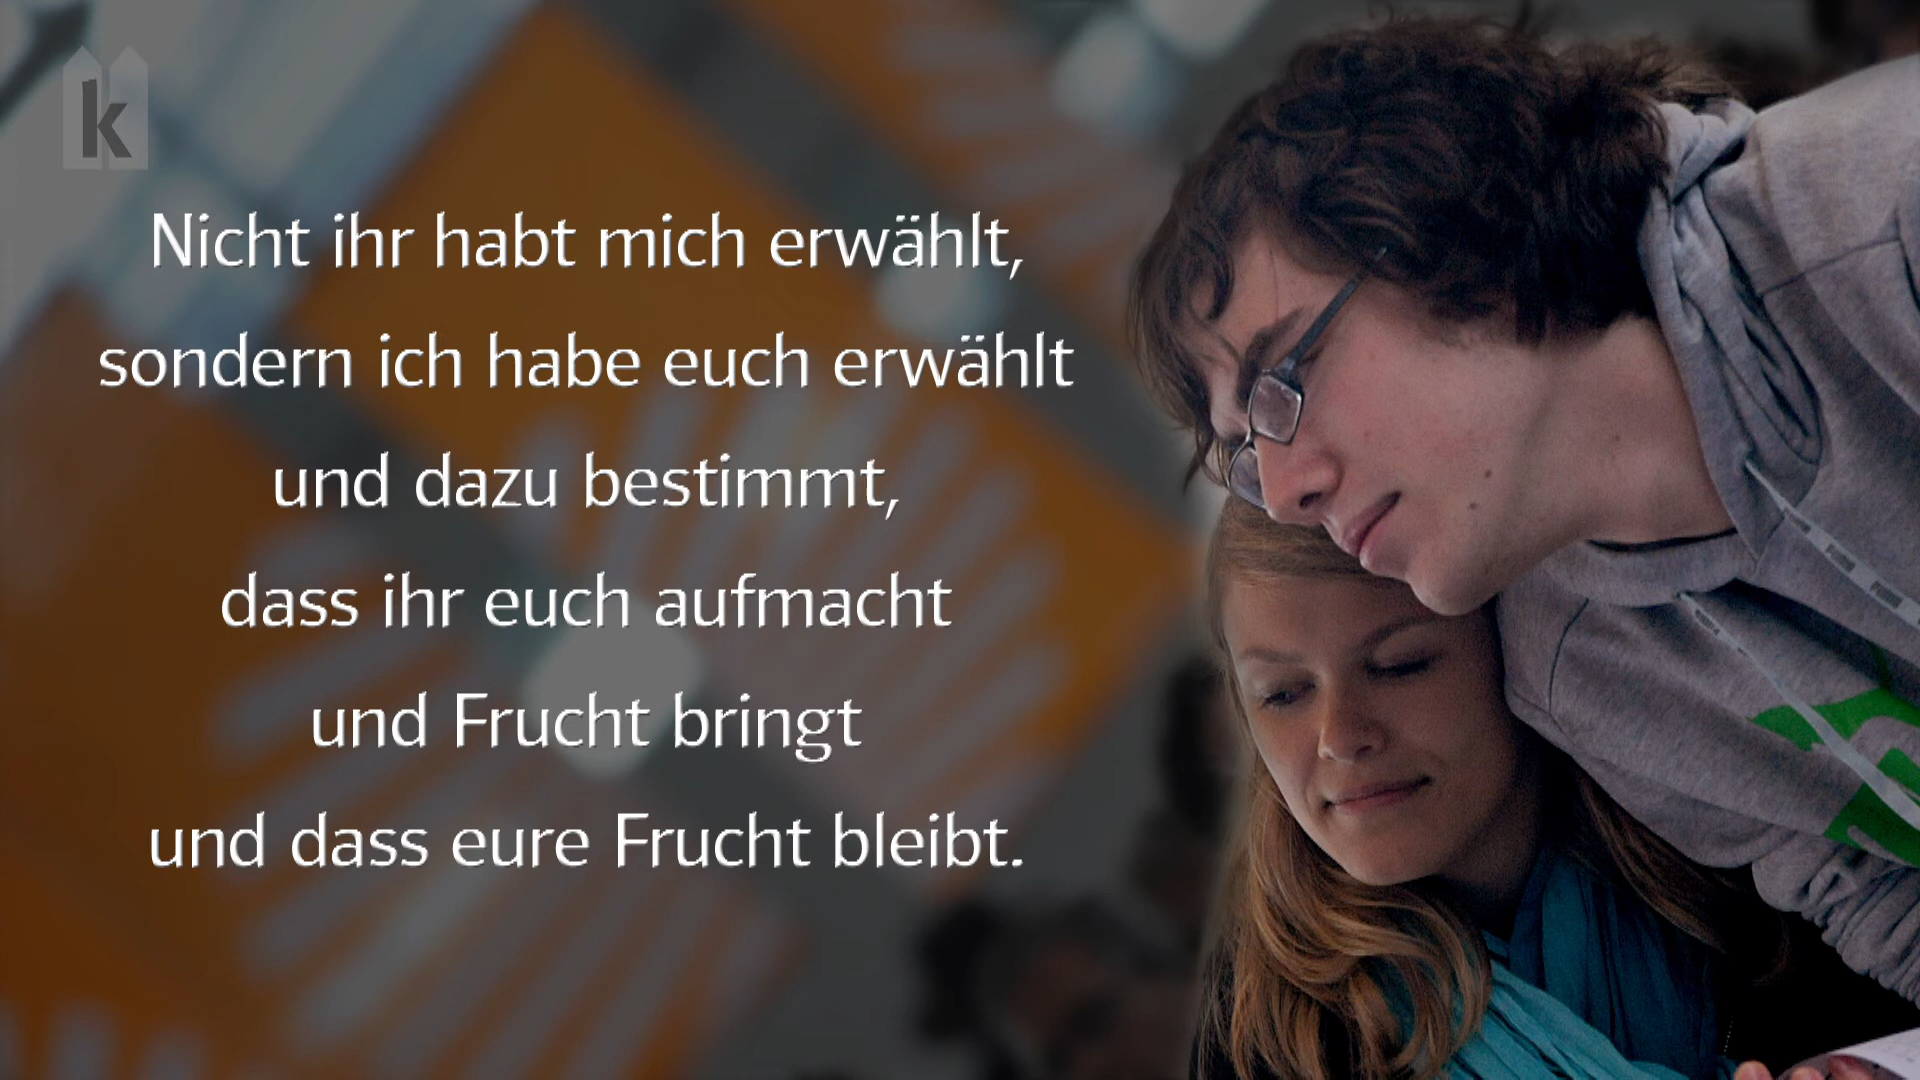 k
Nicht ihr habt mich erwählt,
sondern ich habe euch erwählt
und dazu bestimmt,
dass ihr euch aufmacht
und Frucht bringt
und dass eure Frucht bleibt.